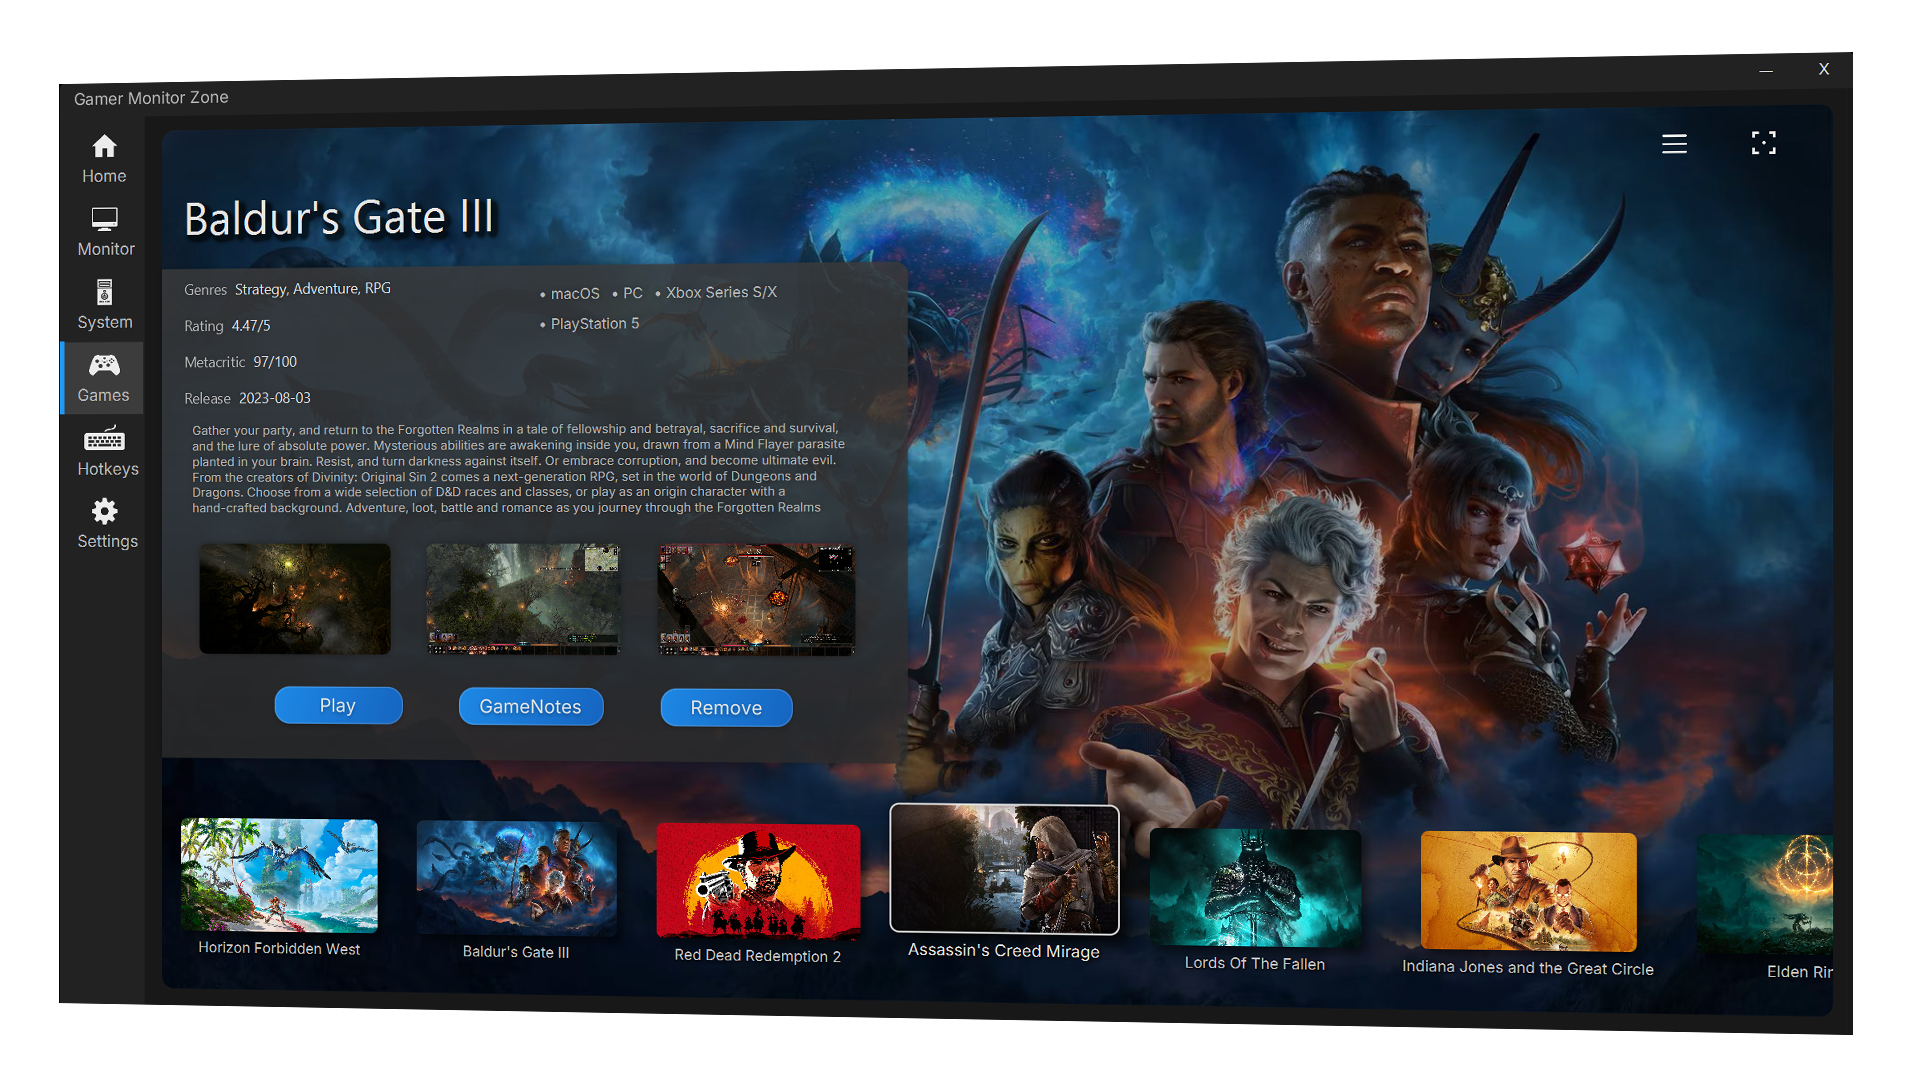 Gamer Monitor Zone
X
Home
Monitor
System
Games
Hotkeys
Settings
Baldur's Gate III
Genres Strategy, Adventure, RPG
Rating 4.47/5
Metacritic 97/100
Release 2023-08-03
• macOS • PC • Xbox Series S/X
• PlayStation 5
Gather your party, and return to the Forgotten Realms in a tale of fellowship and betrayal, sacrifice and survival,
and the lure of absolute power. Mysterious abilities are awakening inside you, drawn from a Mind Flayer parasite
planted in your brain. Resist, and turn darkness against itself. Or embrace corruption, and become ultimate evil.
From the creators of Divinity: Original Sin 2 comes a next-generation RPG, set in the world of Dungeons and
Dragons. Choose from a wide selection of D&D races and classes, or play as an origin character with a
hand-crafted background. Adventure, loot, battle and romance as you journey through the Forgotten Realms
Play
GameNotes
Remove
Horizon Forbidden West
Baldur's Gate III
Red Dead Redemption 2
Assassin's Creed Mirage
Lords Of The Fallen
Indiana Jones and the Great Circle
Elden Rin